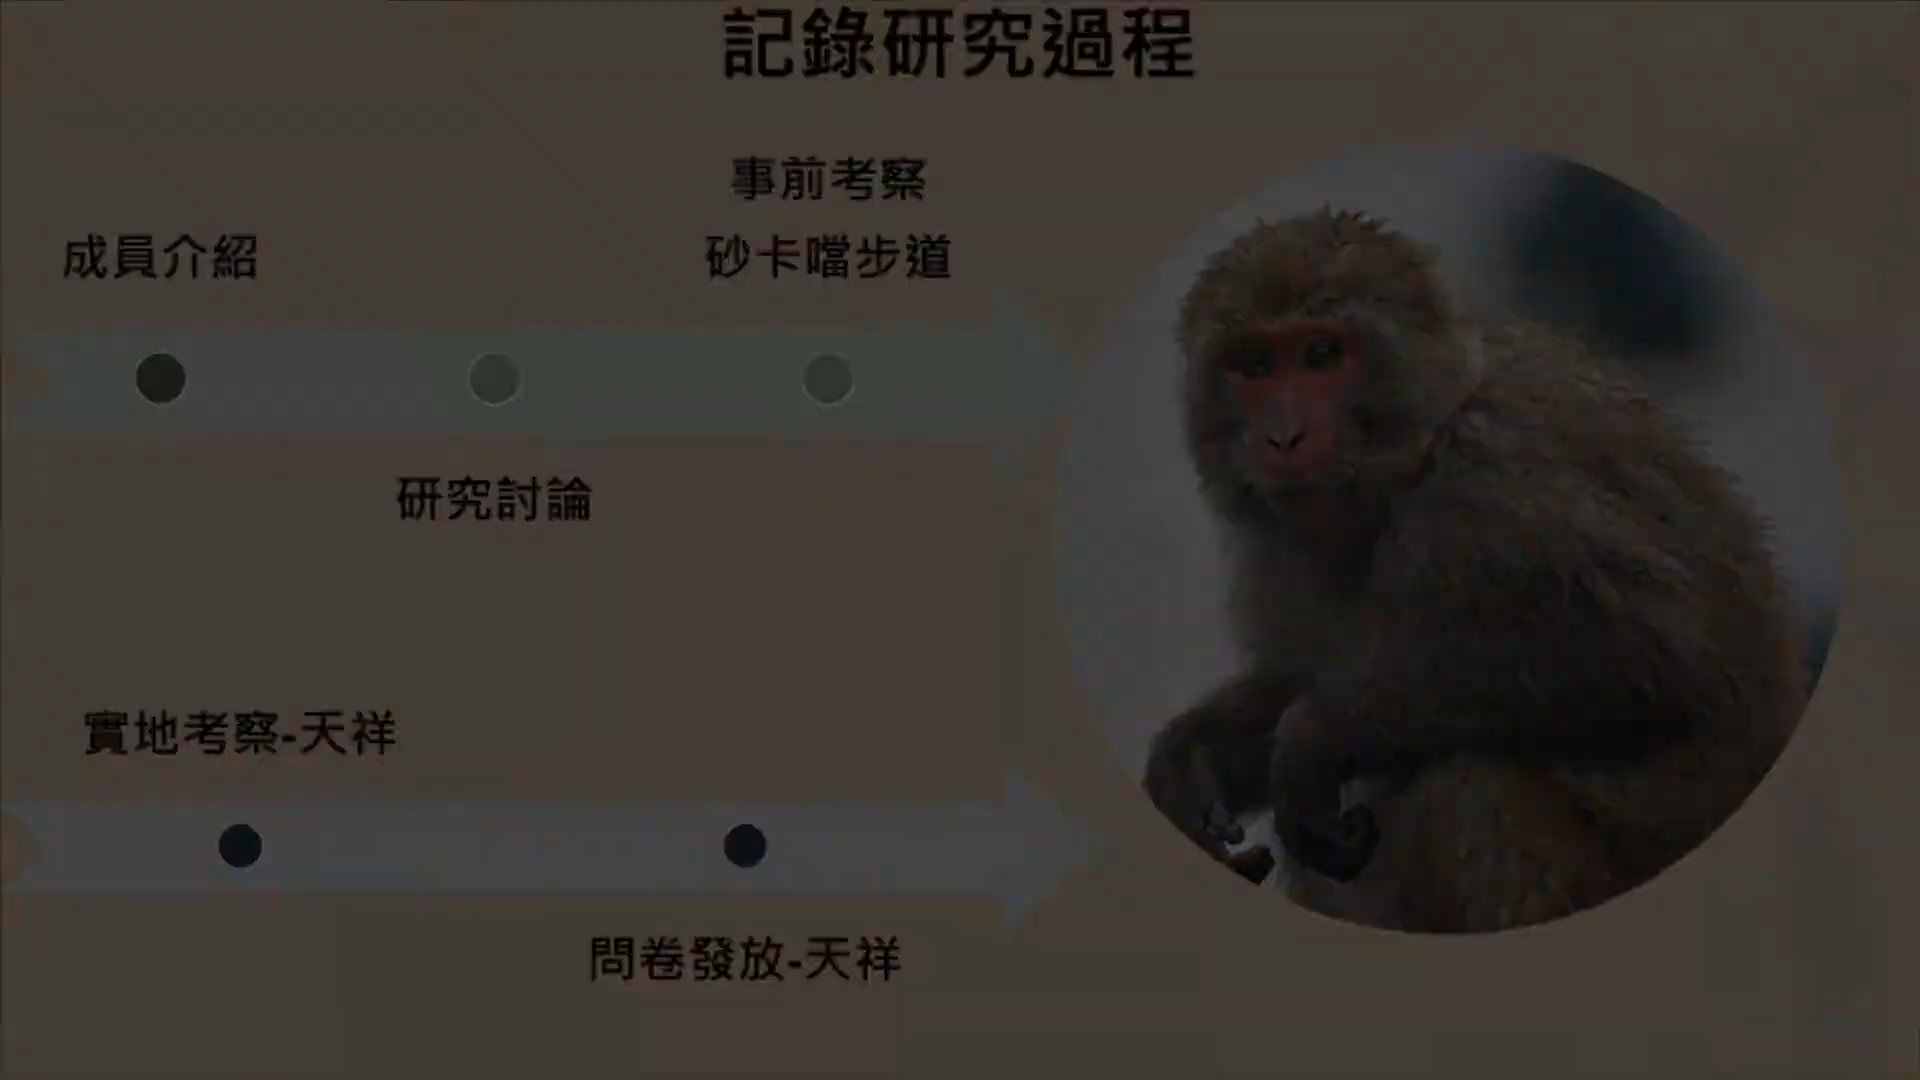 記錄研究過程
事前考察
砂卡噹步道
成員介紹
研究討論
實地考察-天祥
問卷發放-天祥